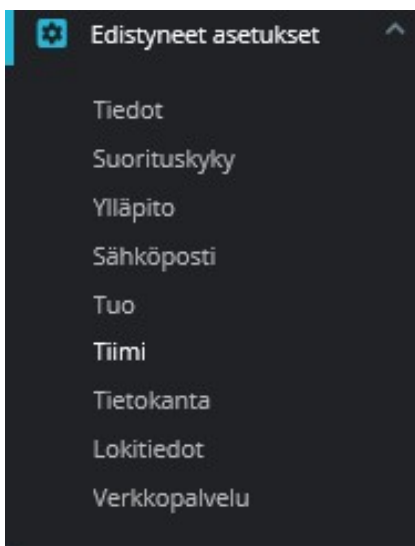 Edistyneet asetukset
Tiedot
Suorituskyky
Ylläpito
Sähköposti
Tuo
Tiimi
Tietokanta
Lokitiedot
Verkkopalvelu